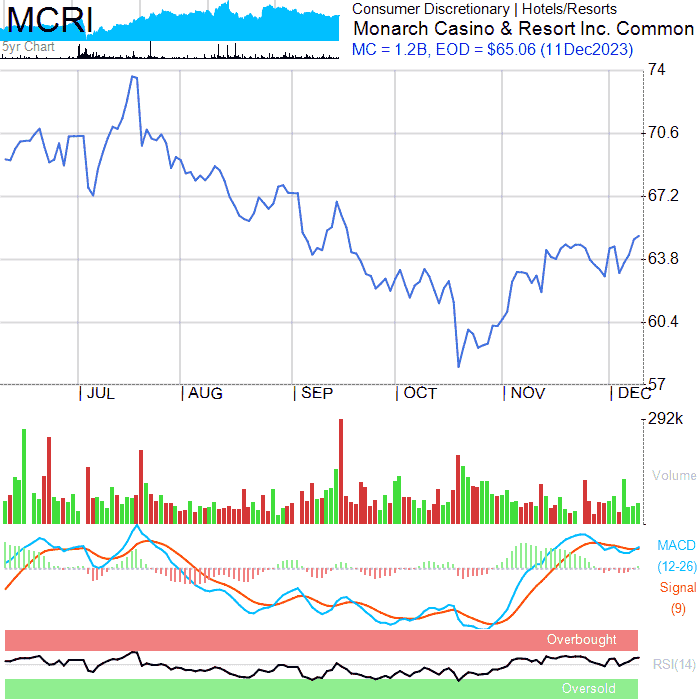 MCRI
5yr Chart
Consumer Discretionary | Hotels/Resorts
Monarch Casino & Resort Inc. Common
MC = 1.2B, EOD = $65.06 (11Dec2023)
74
70.6
67.2
63.8
60.4
57
| JUL | AUG | SEP | OCT | NOV | DEC
292k
Volume
MACD
(12-26)
Signal
(9)
Overbought
RSI(14)
Oversold